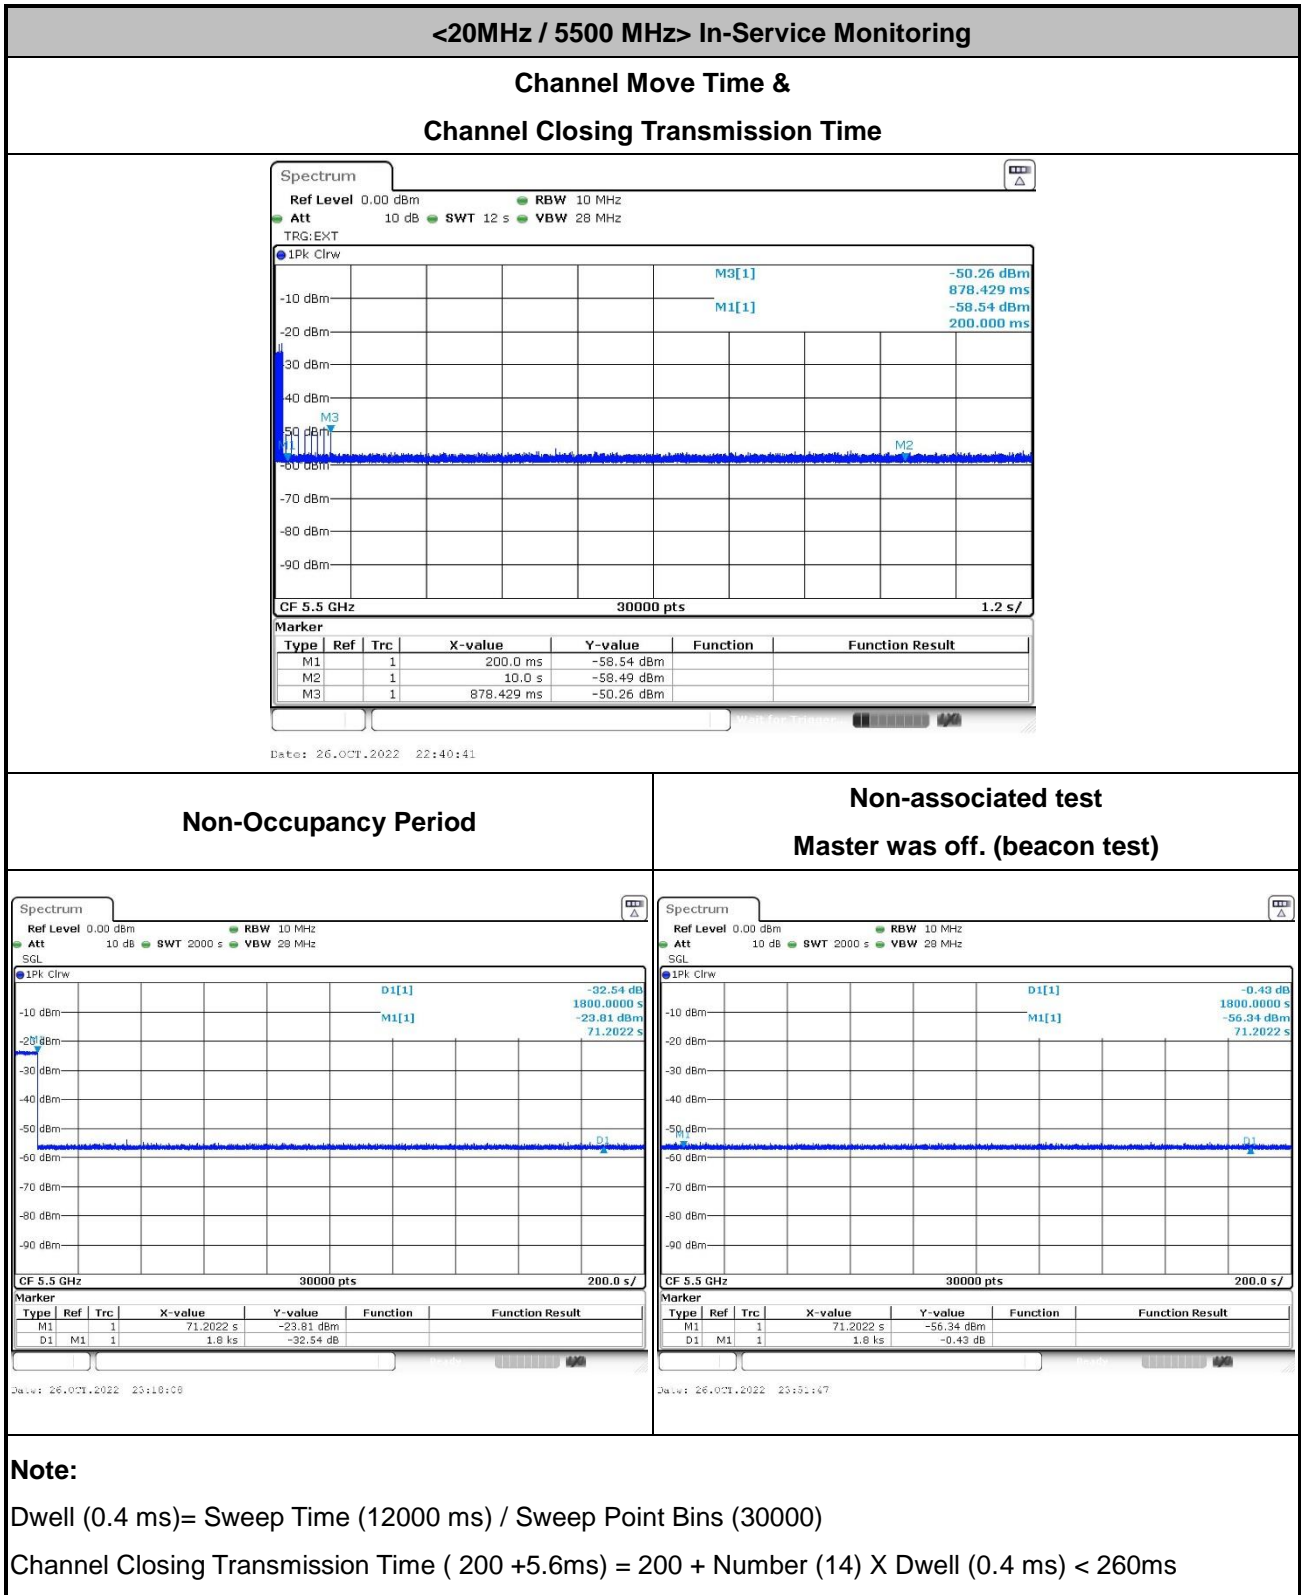 <20MHz / 5500 MHz> In-Service Monitoring
Channel Move Time &
Channel Closing Transmission Time
Spectrum
Ref Level 0.00 dBm RBW 10 MHz
Att 10 dB SWT 12 s VBW 28 MHz
TRG:EXT
1Pk Clrw
M3[1] -50.26 dBm
878.429 ms
-10 dBm
M1[1] -58.54 dBm
200.000 ms
-20 dBm
-30 dBm
-40 dBm
M3
-50 dBm
M1 M2
-60 dBm
-70 dBm
-80 dBm
-90 dBm
CF 5.5 GHz 30000 pts 1.2 s/
Marker
Type Ref Trc X-value Y-value Function Function Result
M1 1 200.0 ms -58.54 dBm
M2 1 10.0 s -58.49 dBm
M3 1 878.429 ms -50.26 dBm
Wait for Trigger
Date: 26.OCT.2022 22:40:41
Non-Occupancy Period
Non-associated test
Master was off. (beacon test)
Spectrum
Ref Level 0.00 dBm RBW 10 MHz
Att 10 dB SWT 2000 s VBW 28 MHz
SGL
1Pk Clrw
D1[1] -32.54 dB
1800.0000 s
-10 dBm
M1[1] -23.81 dBm
71.2022 s
-20 dBm
-30 dBm
-40 dBm
-50 dBm
D1
-60 dBm
-70 dBm
-80 dBm
-90 dBm
CF 5.5 GHz 30000 pts 200.0 s/
Marker
Type Ref Trc X-value Y-value Function Function Result
M1 1 71.2022 s -23.81 dBm
D1 M1 1 1.8 ks -32.54 dB
Ready
Date: 26.OCT.2022 23:18:08
Spectrum
Ref Level 0.00 dBm RBW 10 MHz
Att 10 dB SWT 2000 s VBW 28 MHz
SGL
1Pk Clrw
D1[1] -0.43 dB
1800.0000 s
-10 dBm
M1[1] -56.34 dBm
71.2022 s
-20 dBm
-30 dBm
-40 dBm
-50 dBm
M1 D1
-60 dBm
-70 dBm
-80 dBm
-90 dBm
CF 5.5 GHz 30000 pts 200.0 s/
Marker
Type Ref Trc X-value Y-value Function Function Result
M1 1 71.2022 s -56.34 dBm
D1 M1 1 1.8 ks -0.43 dB
Date: 26.OCT.2022 23:51:47
Note:
Dwell (0.4 ms)= Sweep Time (12000 ms) / Sweep Point Bins (30000)
Channel Closing Transmission Time ( 200 +5.6ms) = 200 + Number (14) X Dwell (0.4 ms) < 260ms